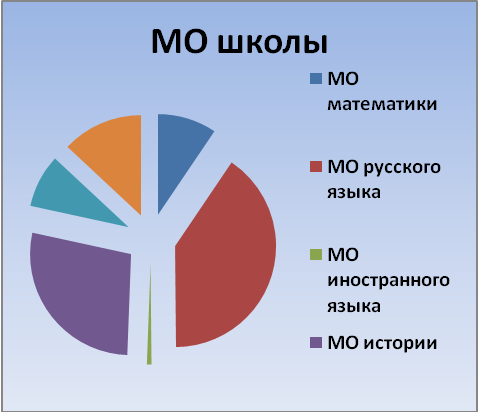 МО школы
МО
математики
МО русского
языка
МО
иностранного
языка
МО истории